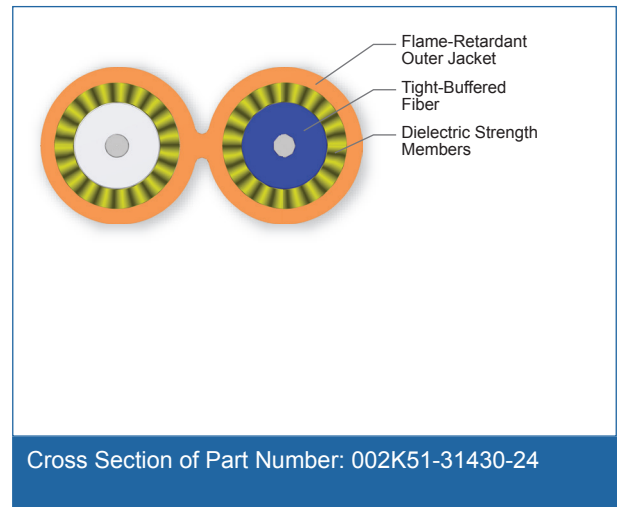 Flame-Retardant
Outer Jacket
Tight-Buffered
Fiber
Dielectric Strength
Members
Cross Section of Part Number: 002K51-31430-24